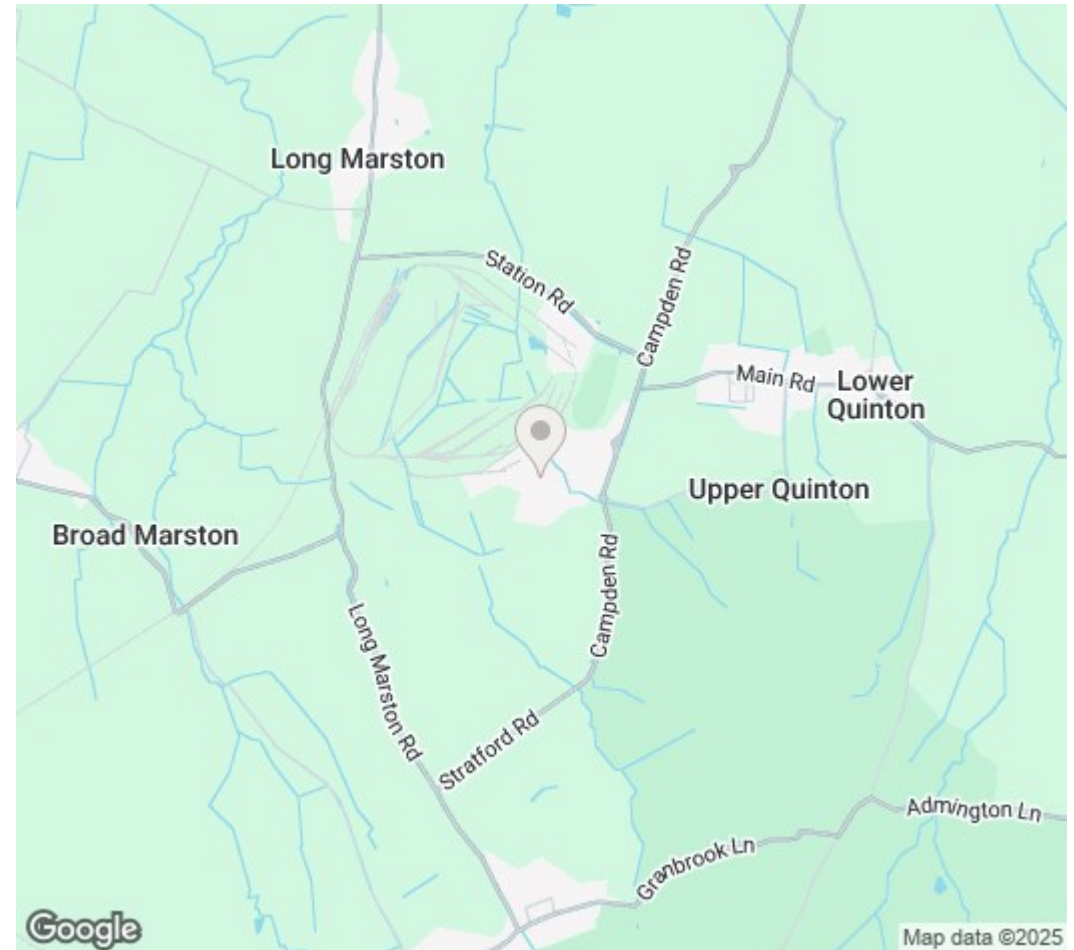 Long Marston
Station Rd
Campden Rd
Main Rd
Lower
Quinton
Upper Quinton
Broad Marston
Campden Rd
Long Marston Rd
Stratford Rd
Admington Ln
Granbrook Ln
Google
Map data ©2025